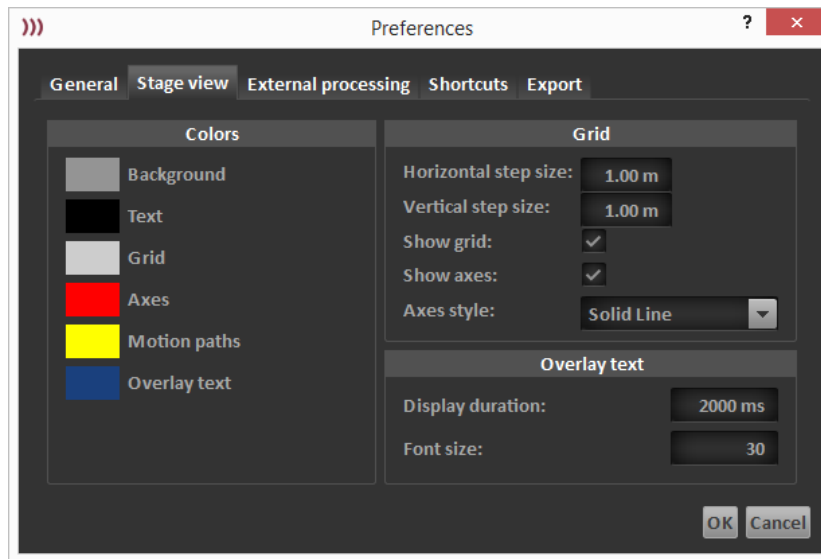 Preferences
?
General Stage view External processing Shortcuts Export
Colors
Background
Text
Grid
Axes
Motion paths
Overlay text
Grid
Horizontal step size: 1.00 m
Vertical step size: 1.00 m
Show grid:
Show axes:
Axes style: Solid Line
Overlay text
Display duration: 2000 ms
Font size: 30
OK Cancel